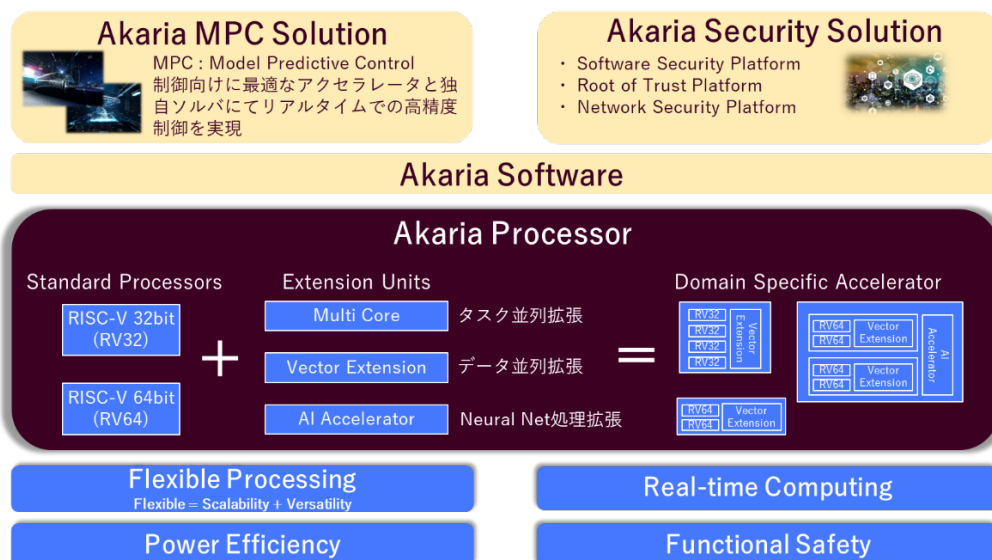 Akaria MPC Solution
MPC : Model Predictive Control
制御向けに最適なアクセラレータと独
自ソルバにてリアルタイムでの高精度
制御を実現
Akaria Security Solution
・ Software Security Platform
・ Root of Trust Platform
・ Network Security Platform
Akaria Software
Akaria Processor
Standard Processors
RISC-V 32bit
(RV32)
RISC-V 64bit
(RV64)
+
Extension Units
Multi Core
タスク並列拡張
Vector Extension
データ並列拡張
AI Accelerator
Neural Net処理拡張
=
Domain Specific Accelerator
RV32
RV32
RV32
RV32
Vector
Extension
RV64
RV64
Vector
Extension
RV64
RV64
Vector
Extension
AI
Accelerator
RV64
RV64
Vector
Extension
Flexible Processing
Flexible = Scalability + Versatility
Real-time Computing
Power Efficiency
Functional Safety